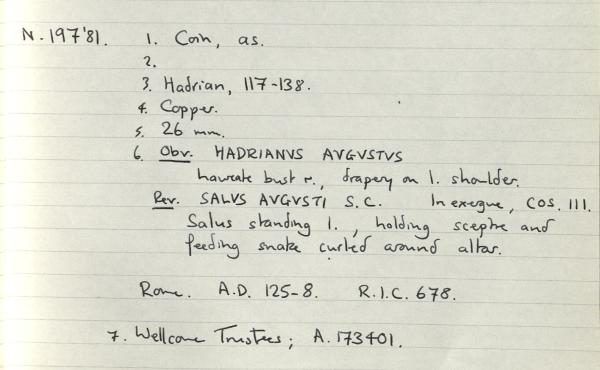 N.197'81. 1. Coin, as.
2.
3. Hadrian, 117-138.
4. Copper.
5. 26 mm.
6. Obv. HADRIANVS AVGVSTVS
laureate bust r., drapery on l. shoulder.
Rev. SALVS AVGVSTI S.C. In exergue, COS. III.
Salus standing l., holding sceptre and
feeding snake curled around altar.
Rome. A.D. 125-8. R.I.C. 678.
7. Wellcome Trustees; A.173401.